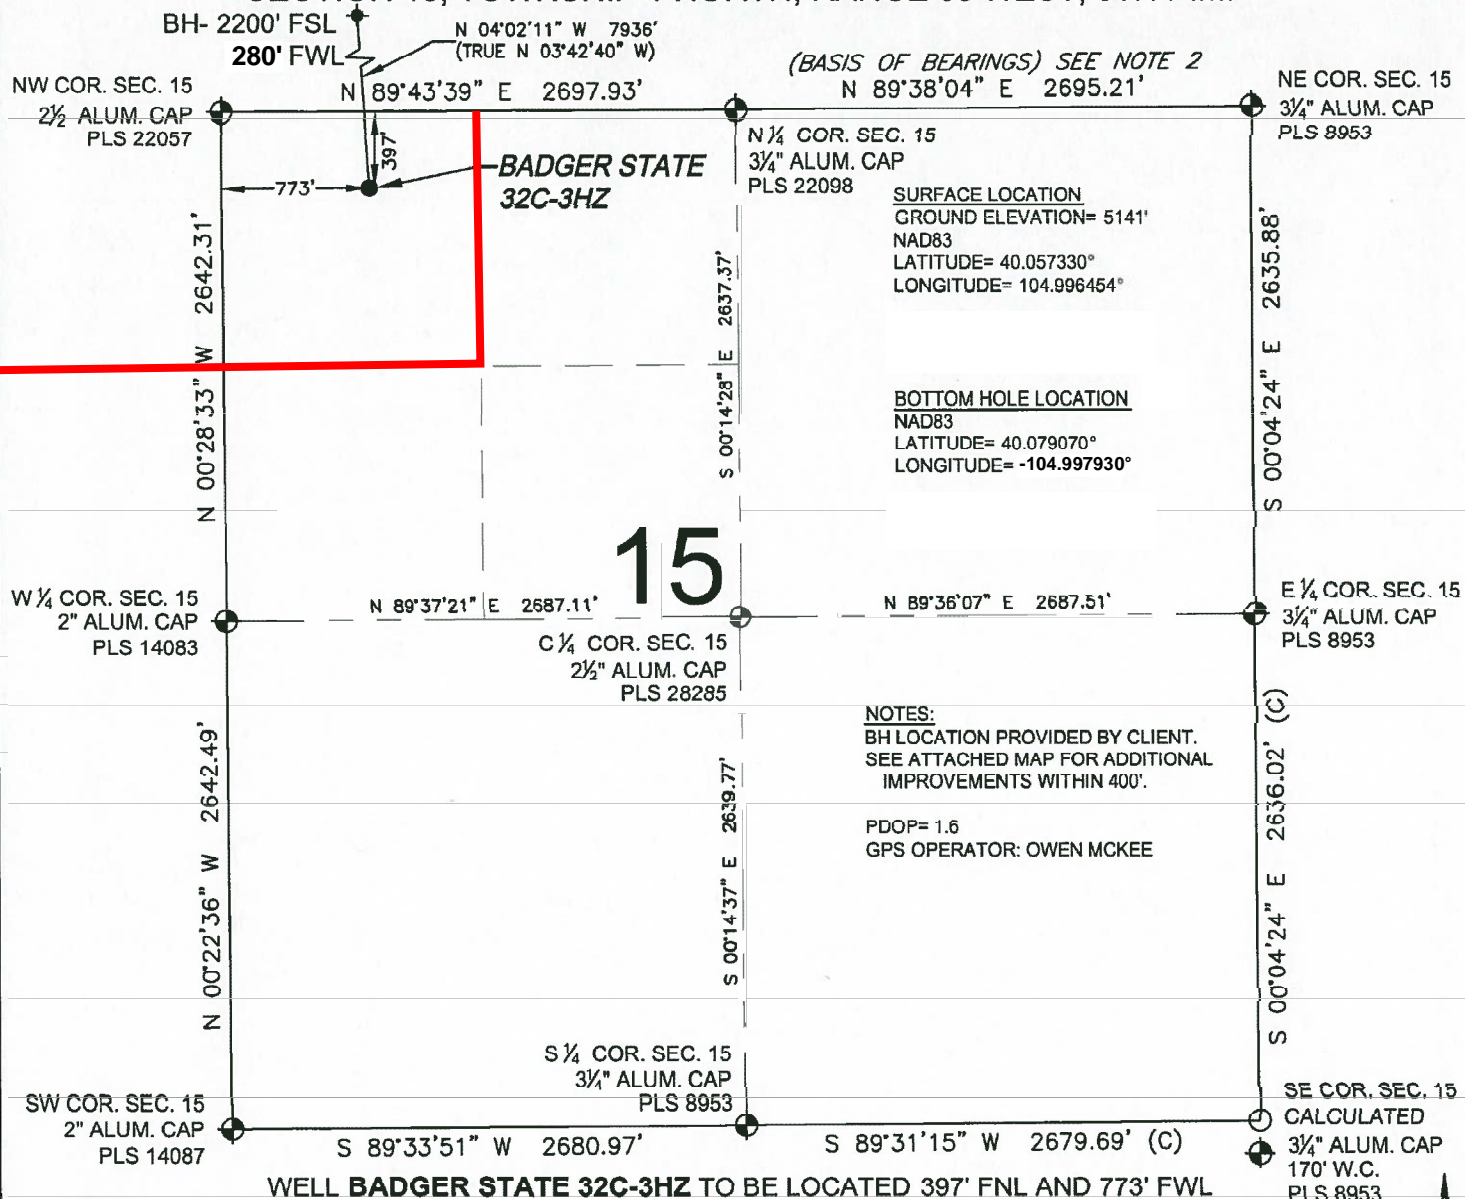 BH- 2200' FSL
280' FWL
N 04°02'11" W 7936'
(TRUE N 03°42'40" W)
(BASIS OF BEARINGS) SEE NOTE 2
N 89°43'39" E 2697.93'
N 89°38'04" E 2695.21'
NW COR. SEC. 15
2½ ALUM. CAP
PLS 22057
NE COR. SEC. 15
3¼" ALUM. CAP
PLS 9953
N ¼ COR. SEC. 15
3¼" ALUM. CAP
PLS 22098
397'
773'
BADGER STATE
32C-3HZ
SURFACE LOCATION
GROUND ELEVATION= 5141'
NAD83
LATITUDE= 40.057330°
LONGITUDE= 104.996454°
N 00°28'33" W 2642.31'
S 00°14'28" E 2637.37'
S 00°04'24" E 2635.88'
BOTTOM HOLE LOCATION
NAD83
LATITUDE= 40.079070°
LONGITUDE= -104.997930°
15
W ¼ COR. SEC. 15
2" ALUM. CAP
PLS 14083
N 89°37'21" E 2687.11'
N 89°36'07" E 2687.51'
E ¼ COR. SEC. 15
3¼" ALUM. CAP
PLS 8953
C ¼ COR. SEC. 15
2½" ALUM. CAP
PLS 28285
NOTES:
BH LOCATION PROVIDED BY CLIENT.
SEE ATTACHED MAP FOR ADDITIONAL
IMPROVEMENTS WITHIN 400'.
PDOP= 1.6
GPS OPERATOR: OWEN MCKEE
N 00°22'36" W 2642.49'
S 00°14'37" E 2639.77'
S 00°04'24" E 2636.02' (C)
S ¼ COR. SEC. 15
3¼" ALUM. CAP
PLS 8953
SW COR. SEC. 15
2" ALUM. CAP
PLS 14087
SE COR. SEC. 15
CALCULATED
3¼" ALUM. CAP
170' W.C.
PLS 8953
S 89°33'51" W 2680.97'
S 89°31'15" W 2679.69' (C)
WELL BADGER STATE 32C-3HZ TO BE LOCATED 397' FNL AND 773' FWL